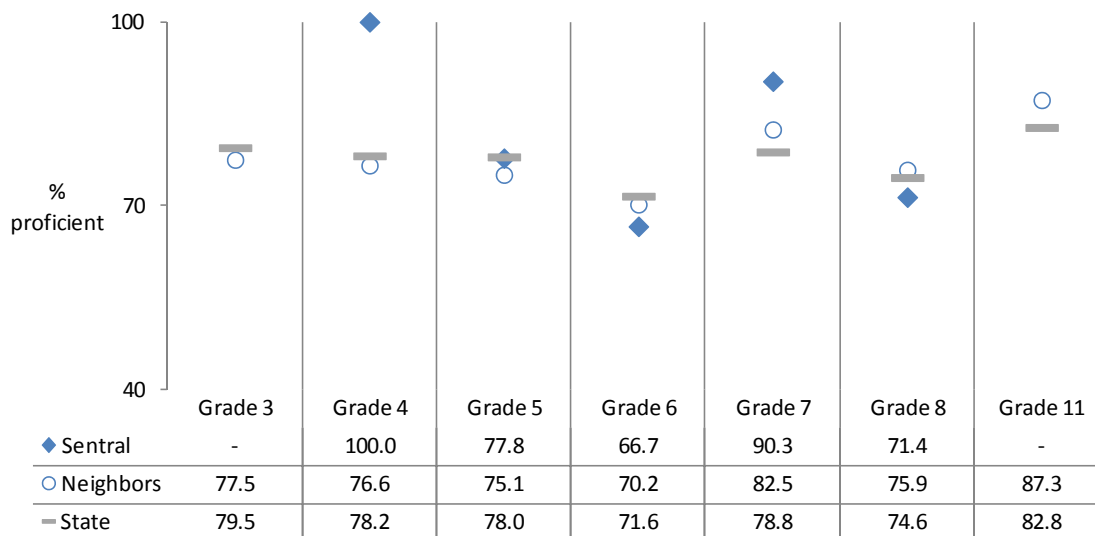 100
70
40
%
proficient
Grade 3 Grade 4 Grade 5 Grade 6 Grade 7 Grade 8 Grade 11
Sentral - 100.0 77.8 66.7 90.3 71.4 -
Neighbors 77.5 76.6 75.1 70.2 82.5 75.9 87.3
State 79.5 78.2 78.0 71.6 78.8 74.6 82.8